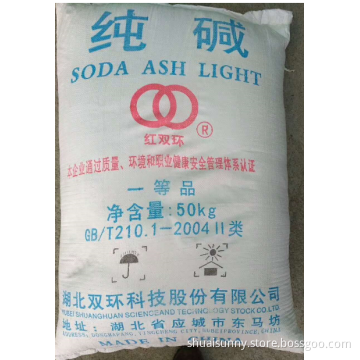 纯碱
SODA ASH LIGHT
®
红双环
本企业通过质量、环境和职业健康安全管理体系认证
一等品
净含量:50kg
GB/T210.1-2004 II类
湖北双环科技股份有限公司
HUBEI SHUANGHUAN SCIENCE AND TECHNOLOGY STOCK CO.LTD
地址:湖北省应城市东马坊
MADE IN
shuaisunny.storebossgoo.com